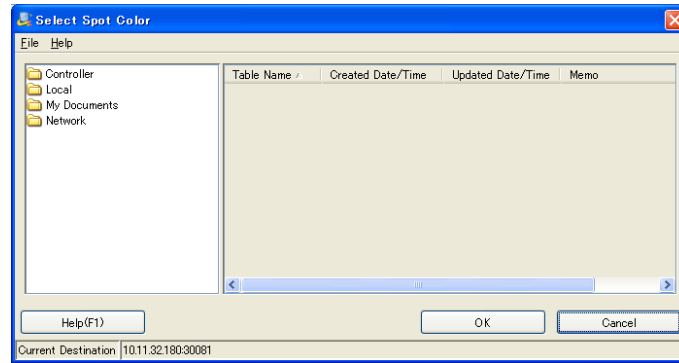 Select Spot Color
File Help
Controller
Local
My Documents
Network
Table Name Created Date/Time Updated Date/Time Memo
Help(F1) OK Cancel
Current Destination 10.11.32.180:30081